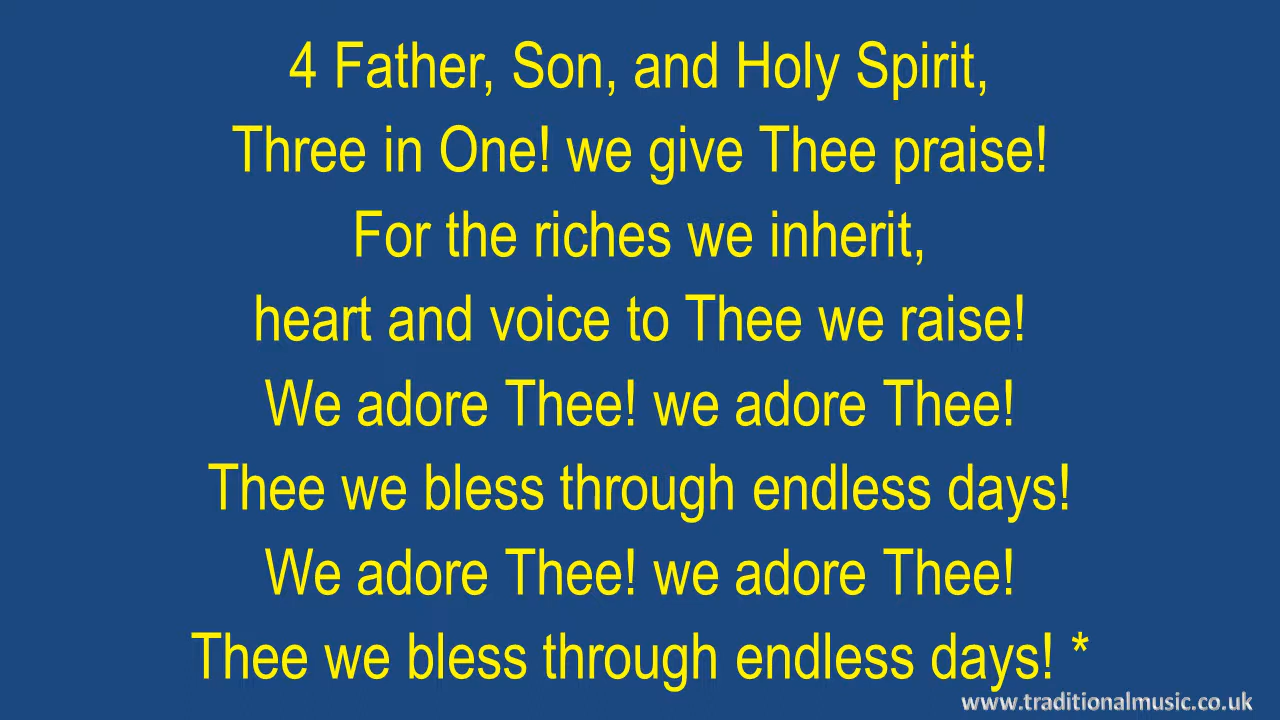 4 Father, Son, and Holy Spirit,
Three in One! we give Thee praise!
For the riches we inherit,
heart and voice to Thee we raise!
We adore Thee! we adore Thee!
Thee we bless through endless days!
We adore Thee! we adore Thee!
Thee we bless through endless days! *
www.traditionalmusic.co.uk